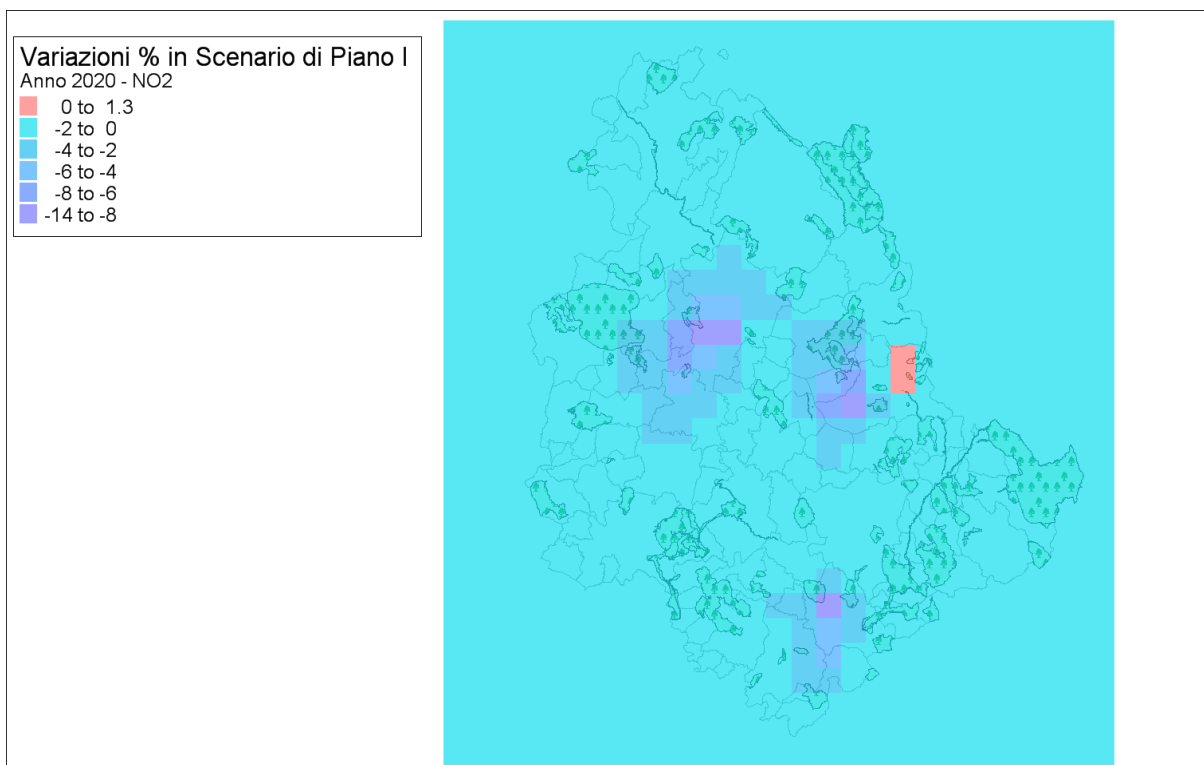 Variazioni % in Scenario di Piano I
Anno 2020 - NO2
0 to 1.3
-2 to 0
-4 to -2
-6 to -4
-8 to -6
-14 to -8